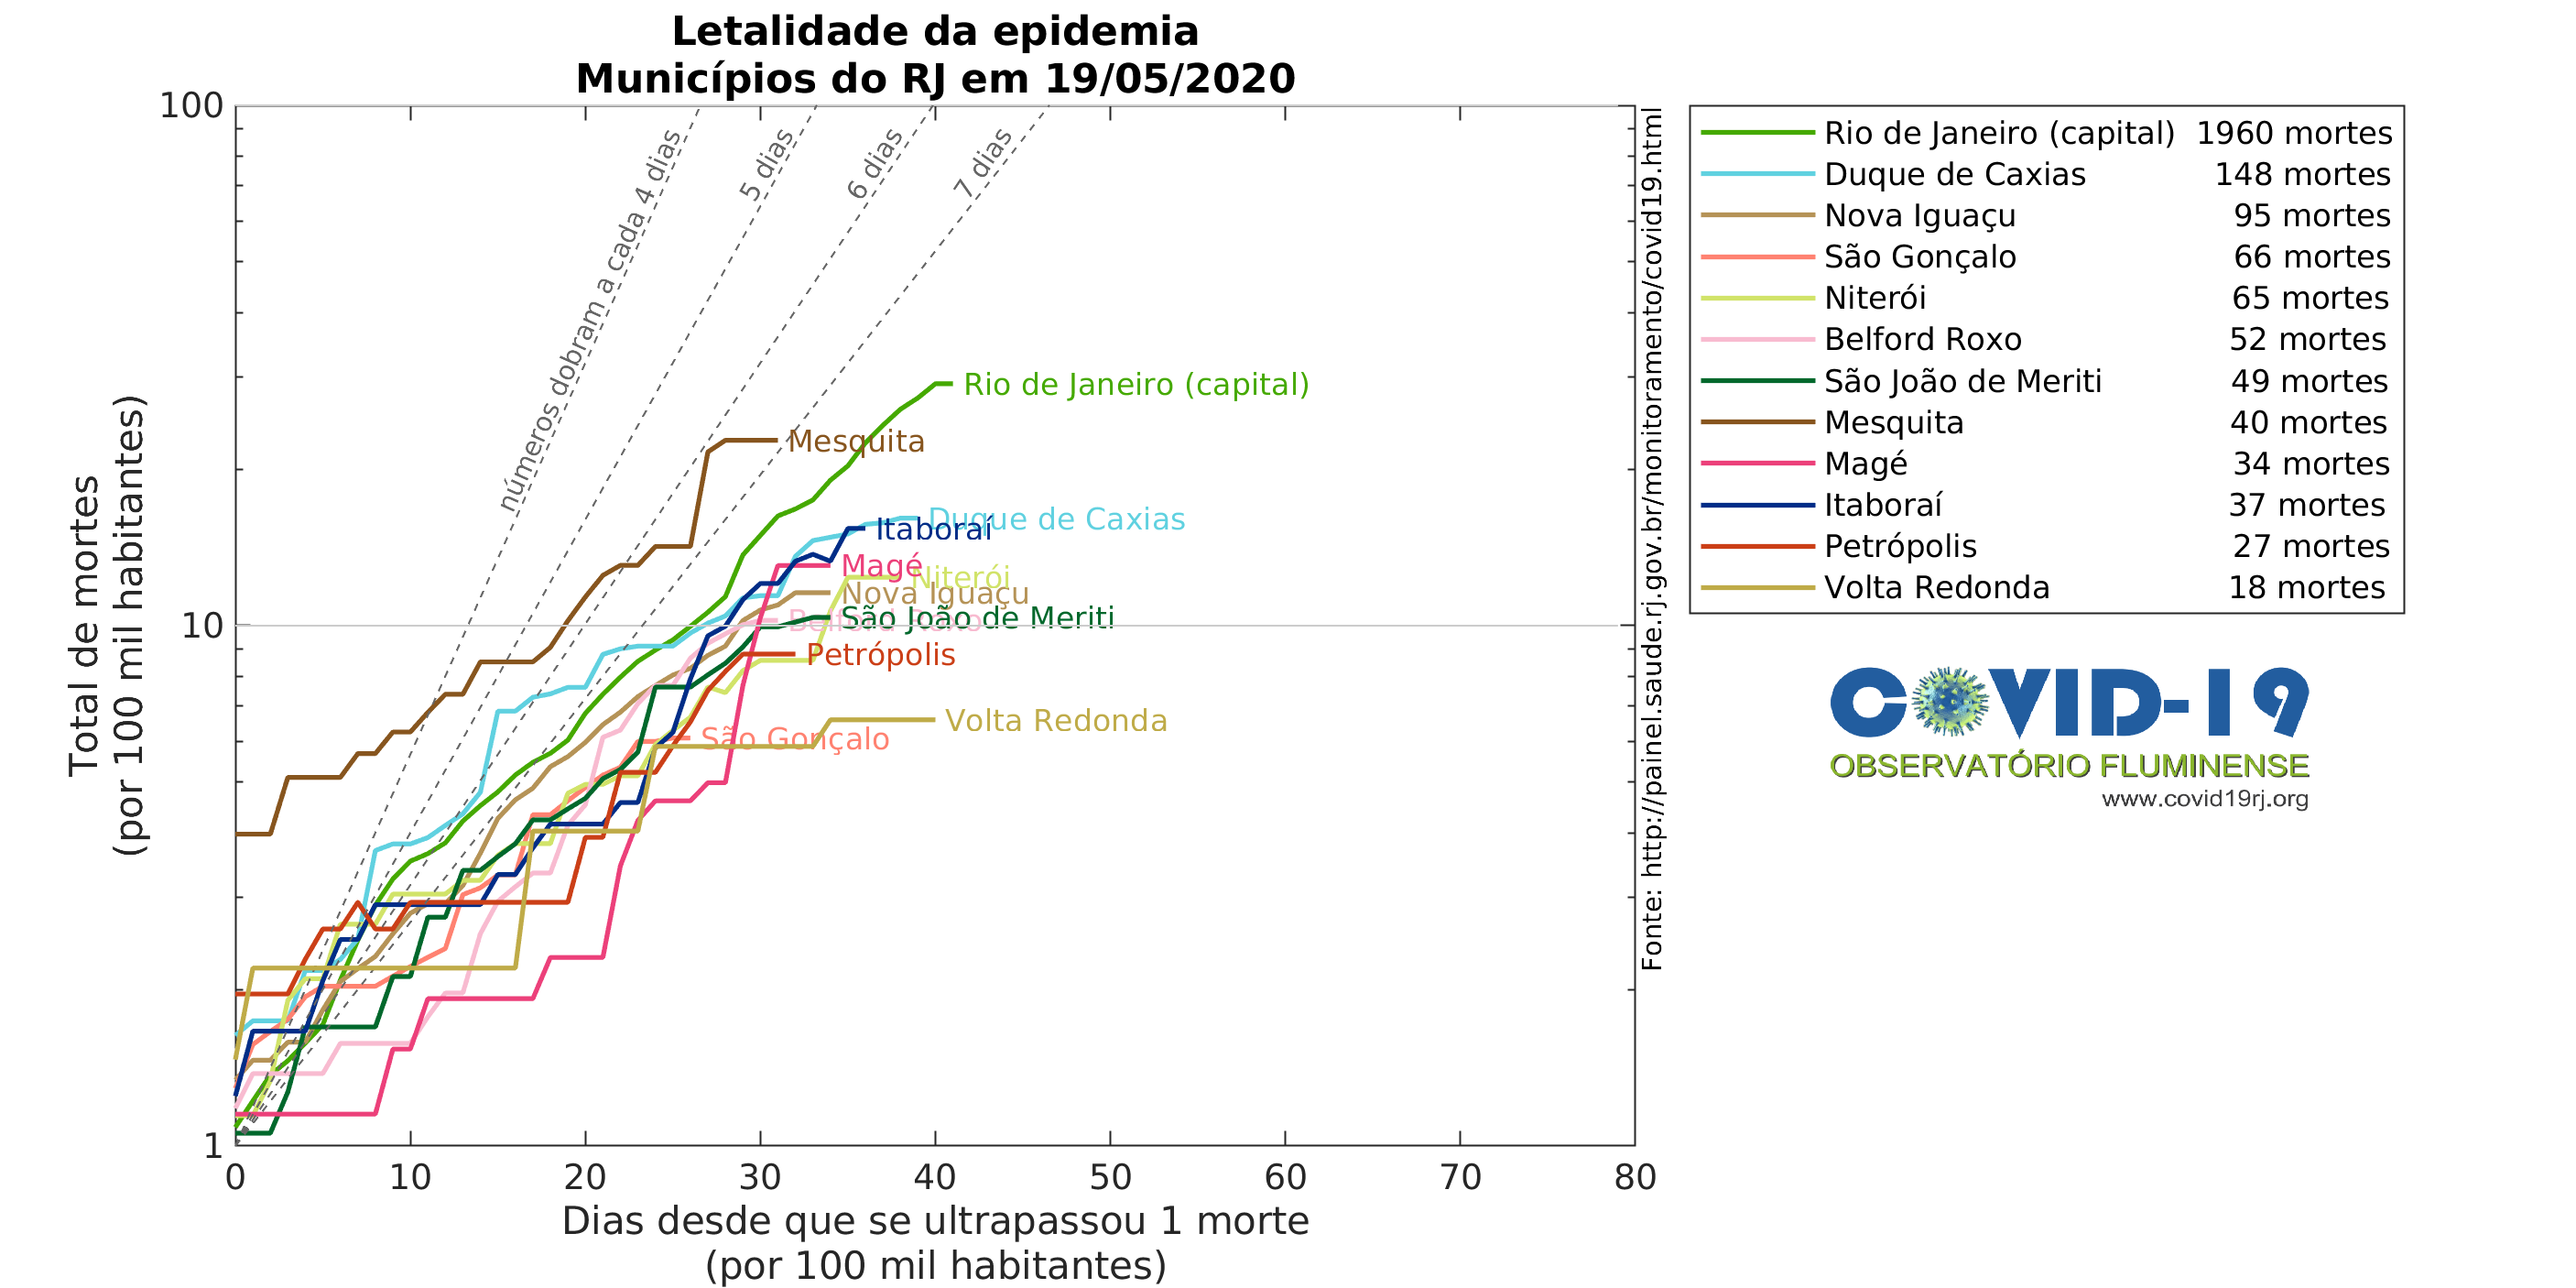 Letalidade da epidemia
Municípios do RJ em 19/05/2020
Total de mortes
(por 100 mil habitantes)
100
10
1
0 10 20 30 40 50 60 70 80
Dias desde que se ultrapassou 1 morte
(por 100 mil habitantes)
números dobram a cada 4 dias
5 dias
6 dias
7 dias
Rio de Janeiro (capital)
Mesquita
Duque de Caxias
Itaboraí
Magé
Niterói
Nova Iguaçu
São João de Meriti
Belford Roxo
Petrópolis
Volta Redonda
São Gonçalo
Fonte: http://painel.saude.rj.gov.br/monitoramento/covid19.html
Rio de Janeiro (capital) 1960 mortes
Duque de Caxias 148 mortes
Nova Iguaçu 95 mortes
São Gonçalo 66 mortes
Niterói 65 mortes
Belford Roxo 52 mortes
São João de Meriti 49 mortes
Mesquita 40 mortes
Magé 34 mortes
Itaboraí 37 mortes
Petrópolis 27 mortes
Volta Redonda 18 mortes
COVID-19
OBSERVATÓRIO FLUMINENSE
www.covid19rj.org